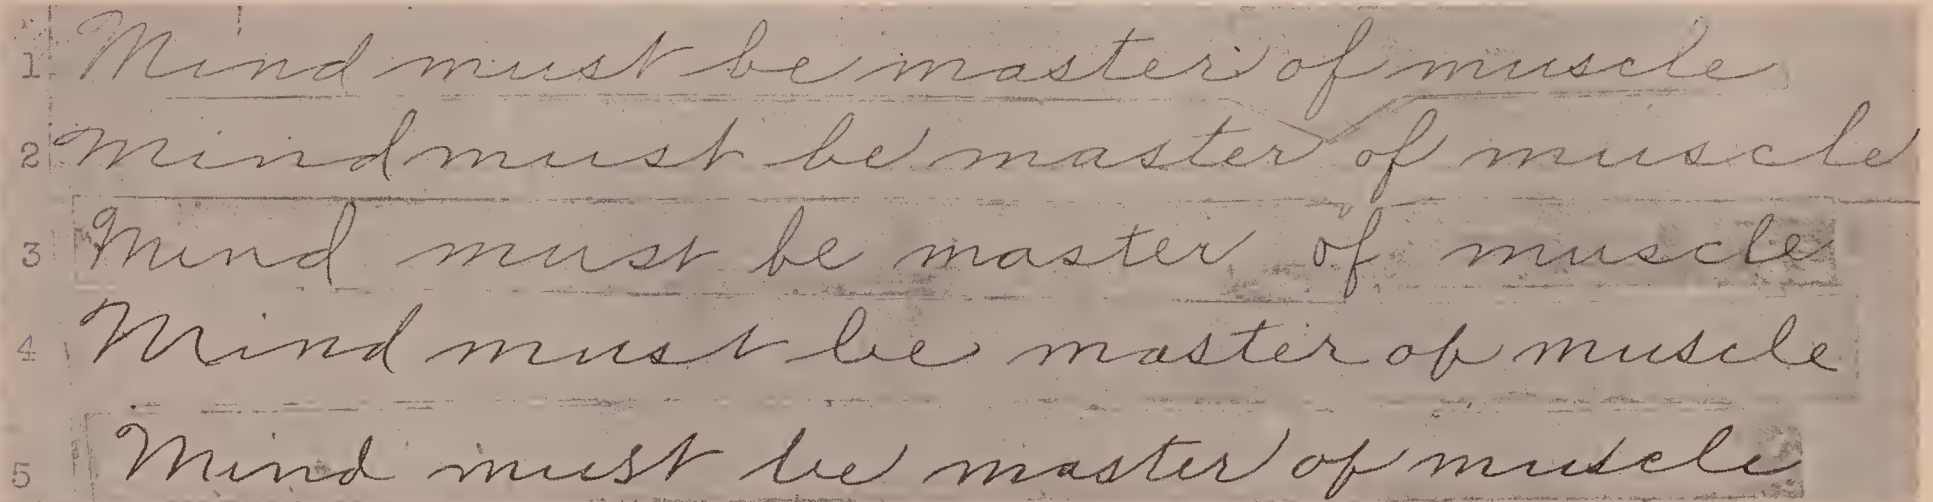 1 Mind must be master of muscle
2 Mind must be master of muscle
3 Mind must be master of muscle
4 Mind must be master of muscle
5 Mind must be master of muscle